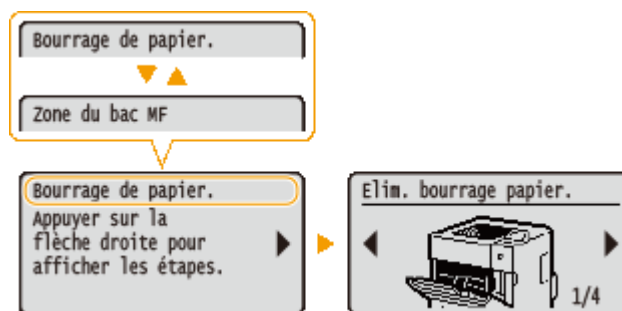 Bourrage de papier.
Zone du bac MF
Bourrage de papier.
Appuyer sur la
flèche droite pour
afficher les étapes.
Elim. bourrage papier.
1/4